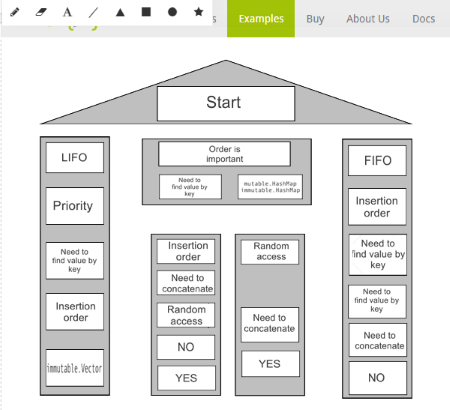 A
s
Examples
Buy
About Us
Docs
Start
LIFO
Priority
Need to
find value by
key
Insertion
order
immutable.Vector
Order is
important
Need to
find value by
key
mutable.HashMap
immutable.HashMap
Insertion
order
Need to
concatenate
Random
access
NO
YES
Random
access
Need to
concatenate
YES
FIFO
Insertion
order
Need to
find value by
key
Need to
find value by
key
Need to
concatenate
NO